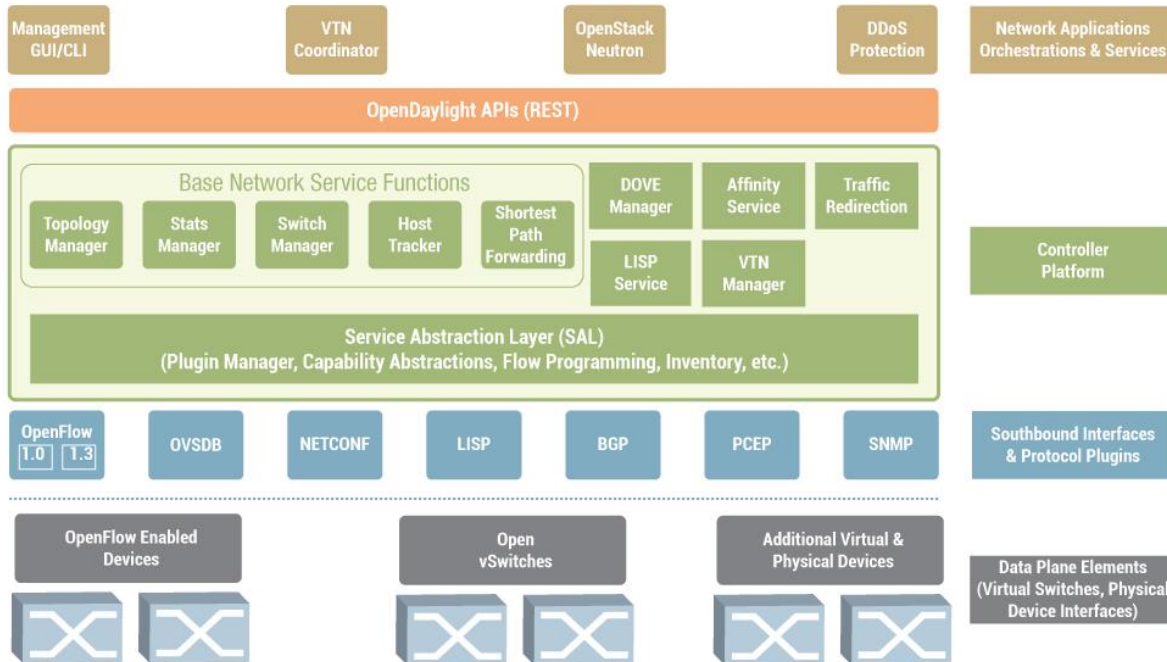 Management
GUI/CLI
VTN
Coordinator
OpenStack
Neutron
DDoS
Protection
Network Applications
Orchestrations & Services
OpenDaylight APIs (REST)
Base Network Service Functions
Topology
Manager
Stats
Manager
Switch
Manager
Host
Tracker
Shortest
Path
Forwarding
DOVE
Manager
Affinity
Service
Traffic
Redirection
LISP
Service
VTN
Manager
Controller
Platform
Service Abstraction Layer (SAL)
(Plugin Manager, Capability Abstractions, Flow Programming, Inventory, etc.)
OpenFlow
1.0 1.3
OVSDB
NETCONF
LISP
BGP
PCEP
SNMP
Southbound Interfaces
& Protocol Plugins
OpenFlow Enabled
Devices
Open
vSwitches
Additional Virtual &
Physical Devices
Data Plane Elements
(Virtual Switches, Physical
Device Interfaces)